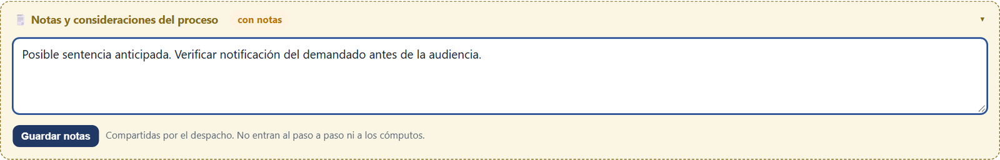 Notas y consideraciones del proceso con notas
Posible sentencia anticipada. Verificar notificación del demandado antes de la audiencia.
Guardar notas Compartidas por el despacho. No entran al paso a paso ni a los cómputos.